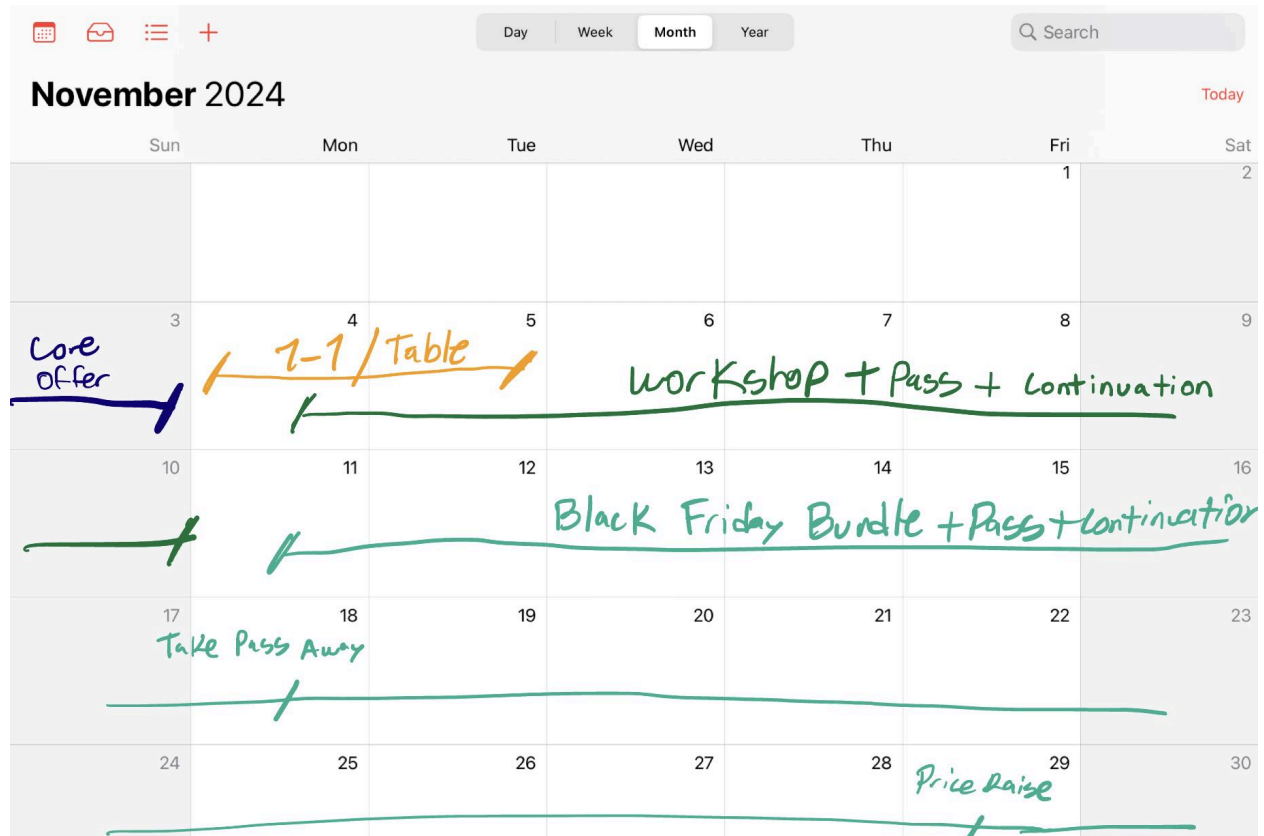 Day Week Month Year
Search
November 2024
Today
Sun Mon Tue Wed Thu Fri Sat
1 2
3 4 5 6 7 8 9
Core
offer
1-1/Table
workshop + Pass + continuation
10 11 12 13 14 15 16
Black Friday Bundle + Pass + continuation
17 18 19 20 21 22 23
Take Pass Away
24 25 26 27 28 29 30
Price Raise